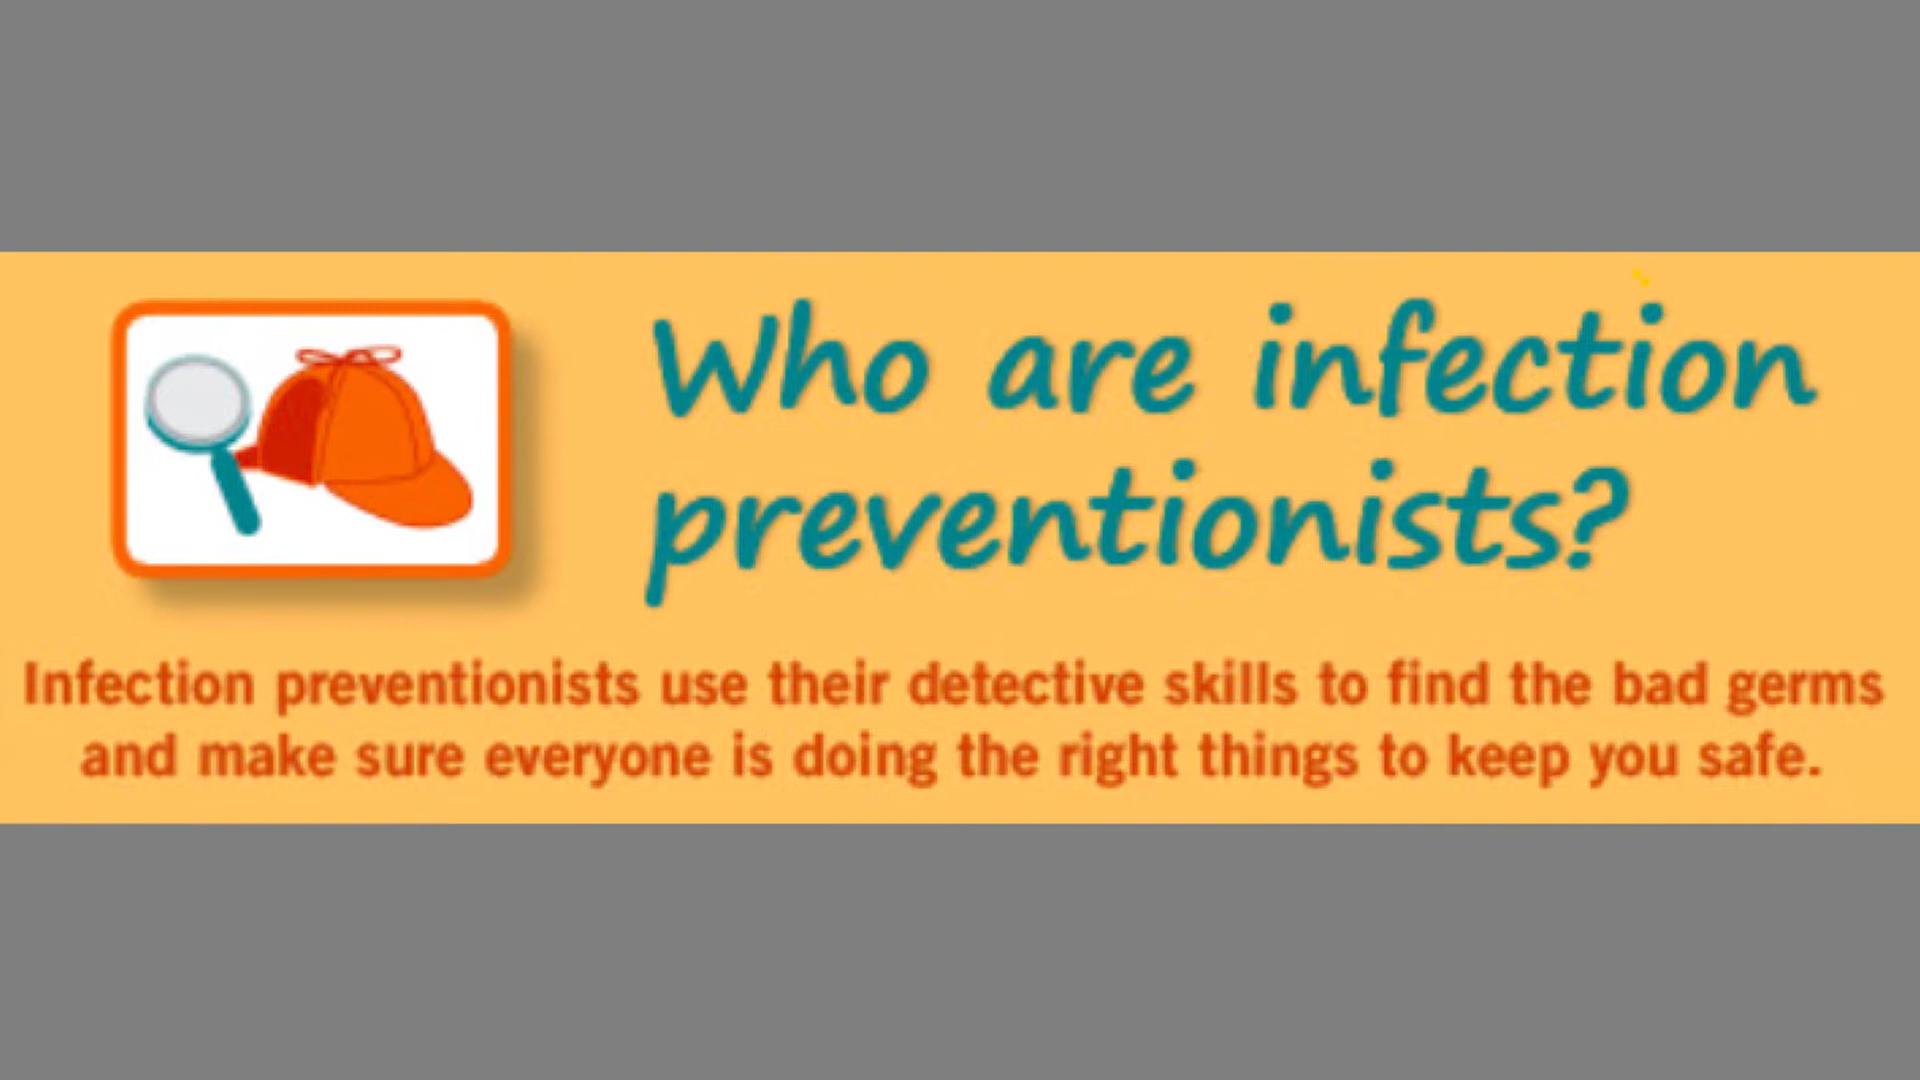 Who are infection
preventionists?
Infection preventionists use their detective skills to find the bad germs
and make sure everyone is doing the right things to keep you safe.